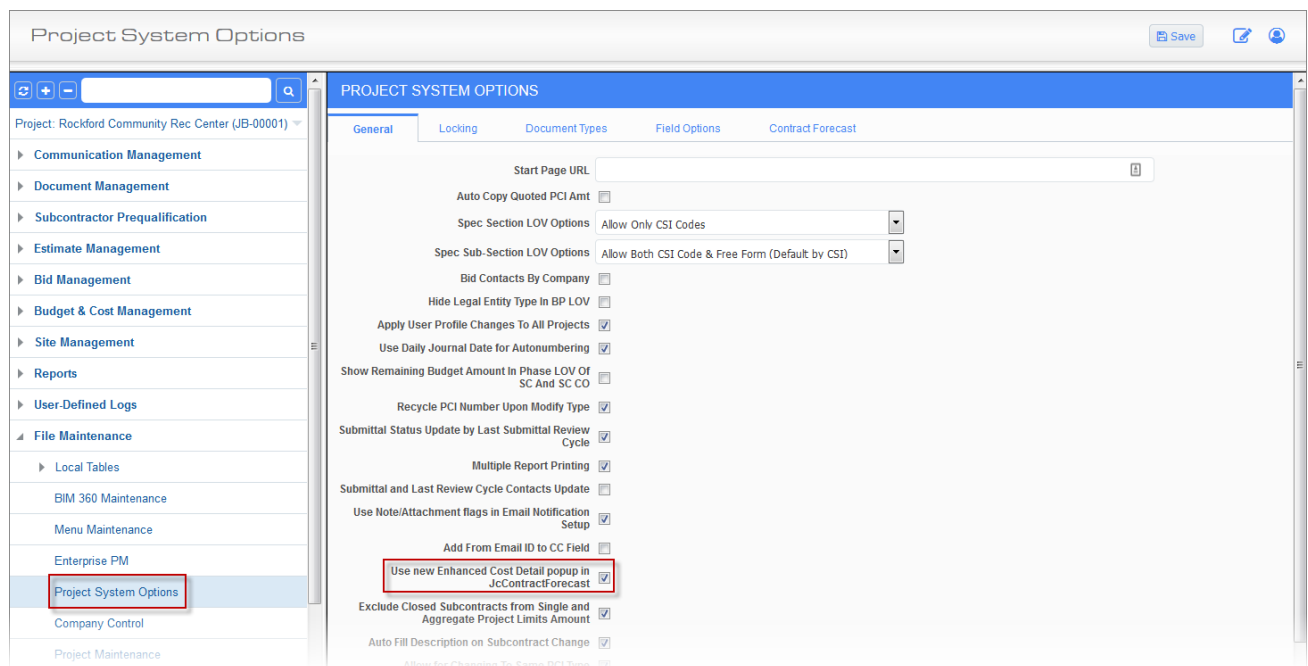 Project System Options
Save
Project: Rockford Community Rec Center (JB-00001)
Communication Management
Document Management
Subcontractor Prequalification
Estimate Management
Bid Management
Budget & Cost Management
Site Management
Reports
User-Defined Logs
File Maintenance
Local Tables
BIM 360 Maintenance
Menu Maintenance
Enterprise PM
Project System Options
Company Control
Project Maintenance
PROJECT SYSTEM OPTIONS
General Locking Document Types Field Options Contract Forecast
Start Page URL
Auto Copy Quoted PCI Amt
Spec Section LOV Options Allow Only CSI Codes
Spec Sub-Section LOV Options Allow Both CSI Code & Free Form (Default by CSI)
Bid Contacts By Company
Hide Legal Entity Type In BP LOV
Apply User Profile Changes To All Projects
Use Daily Journal Date for Autonumbering
Show Remaining Budget Amount In Phase LOV Of
SC And SC CO
Recycle PCI Number Upon Modify Type
Submittal Status Update by Last Submittal Review
Cycle
Multiple Report Printing
Submittal and Last Review Cycle Contacts Update
Use Note/Attachment flags in Email Notification
Setup
Add From Email ID to CC Field
Use new Enhanced Cost Detail popup in
JcContractForecast
Exclude Closed Subcontracts from Single and
Aggregate Project Limits Amount
Auto Fill Description on Subcontract Change
Allow for Changing To Same PCI Type